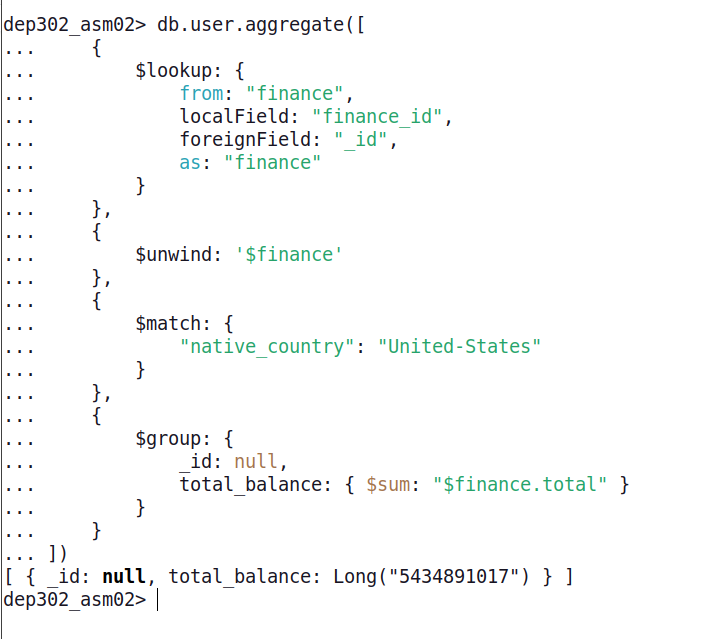 dep302_asm02> db.user.aggregate([
...     {
...         $lookup: {
...             from: "finance",
...             localField: "finance_id",
...             foreignField: "_id",
...             as: "finance"
...         }
...     },
...     {
...         $unwind: '$finance'
...     },
...     {
...         $match: {
...             "native_country": "United-States"
...         }
...     },
...     {
...         $group: {
...             _id: null,
...             total_balance: { $sum: "$finance.total" }
...         }
...     }
... ])
[ { _id: null, total_balance: Long("5434891017") } ]
dep302_asm02>